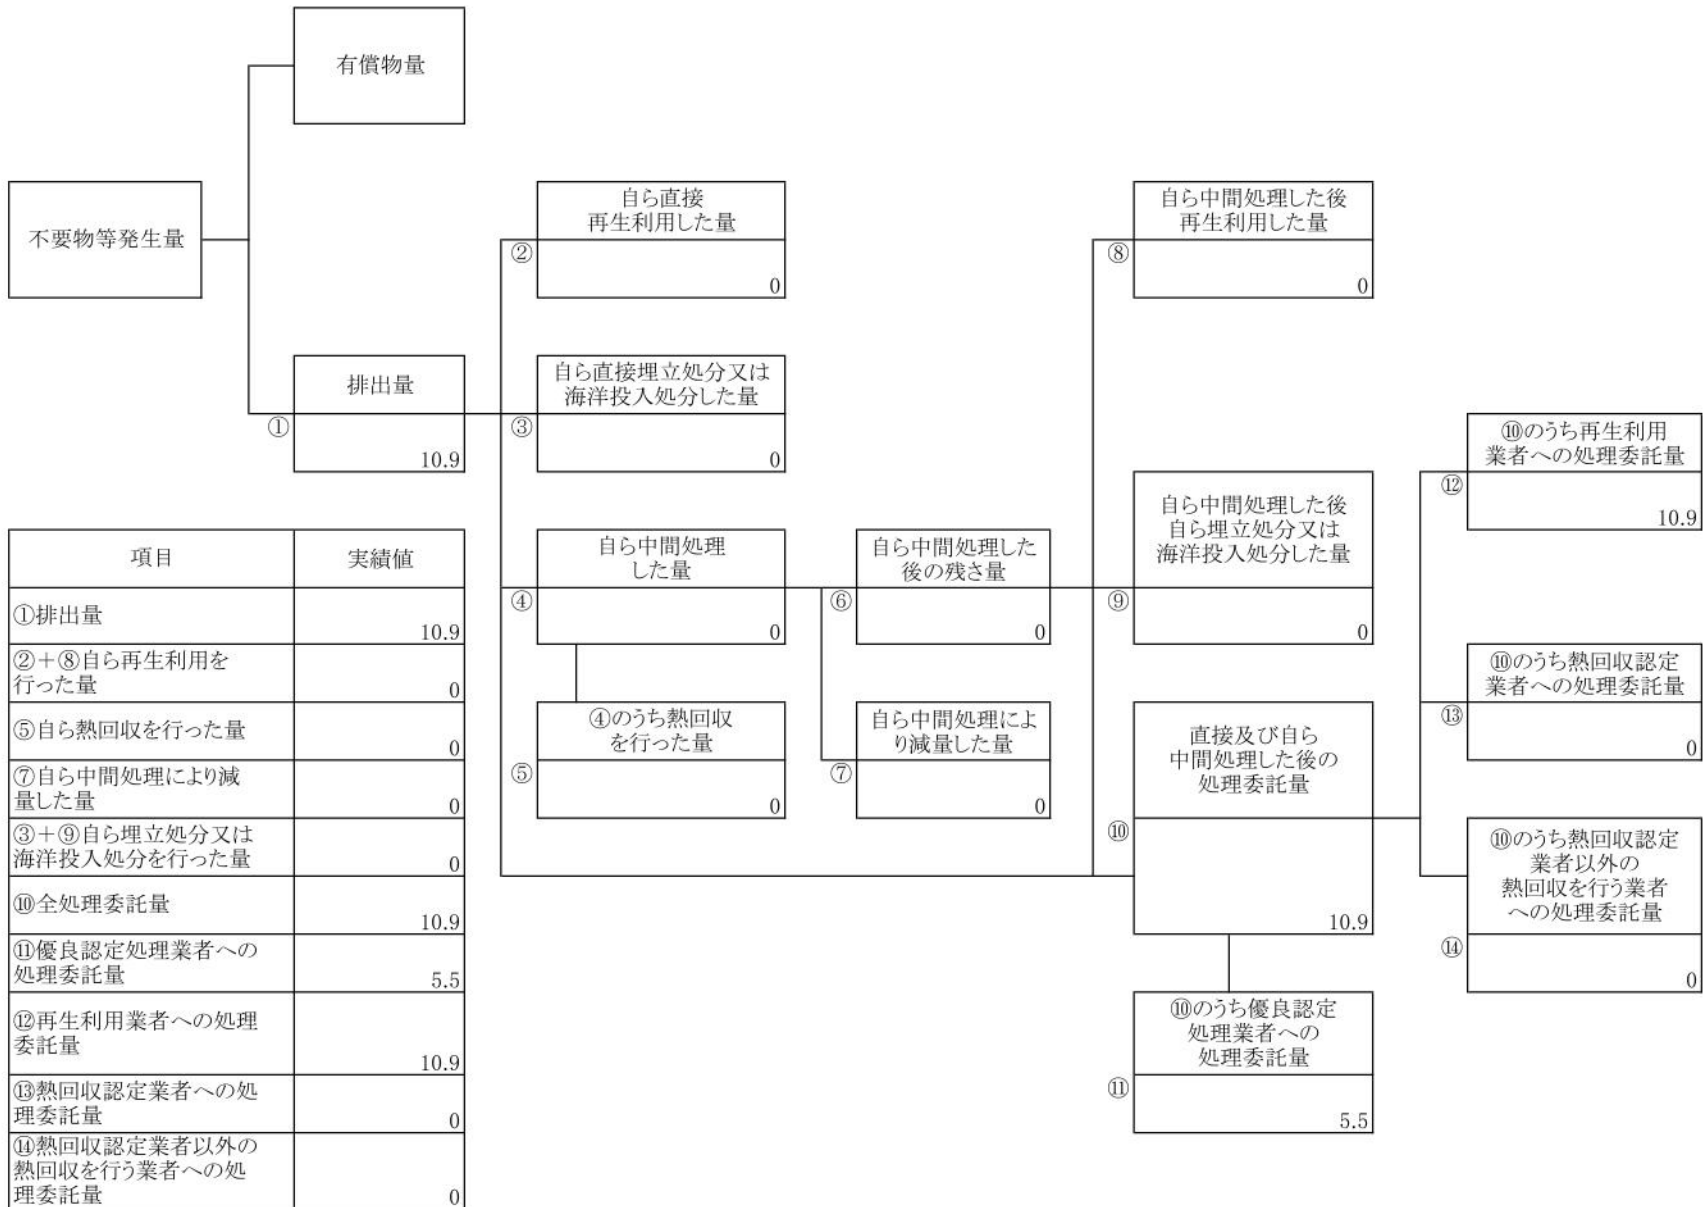 有償物量
不要物等発生量
自ら直接
再生利用した量
②
0
自ら中間処理した後
再生利用した量
⑧
0
排出量
①
10.9
自ら直接埋立処分又は
海洋投入処分した量
③
0
⑩のうち再生利用
業者への処理委託量
⑫
10.9
自ら中間処理
した量
④
0
自ら中間処理した
後の残さ量
⑥
0
自ら中間処理した後
自ら埋立処分又は
海洋投入処分した量
⑨
0
⑩のうち熱回収認定
業者への処理委託量
⑬
0
④のうち熱回収
を行った量
⑤
0
自ら中間処理によ
り減量した量
⑦
0
直接及び自ら
中間処理した後の
処理委託量
⑩
10.9
⑩のうち熱回収認定
業者以外の
熱回収を行う業者
への処理委託量
⑭
0
⑩のうち優良認定
処理業者への
処理委託量
⑪
5.5
項目
実績値
①排出量
10.9
②+⑧自ら再生利用を
行った量
0
⑤自ら熱回収を行った量
0
⑦自ら中間処理により減
量した量
0
③+⑨自ら埋立処分又は
海洋投入処分を行った量
0
⑩全処理委託量
10.9
⑪優良認定処理業者への
処理委託量
5.5
⑫再生利用業者への処理
委託量
10.9
⑬熱回収認定業者への処
理委託量
0
⑭熱回収認定業者以外の
熱回収を行う業者への処
理委託量
0